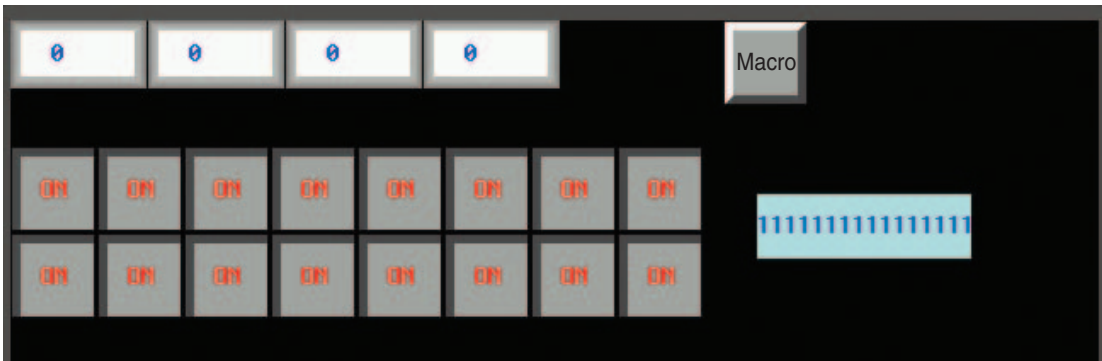 0 0 0 0 Macro
ON ON ON ON ON ON ON ON
1111111111111111
ON ON ON ON ON ON ON ON